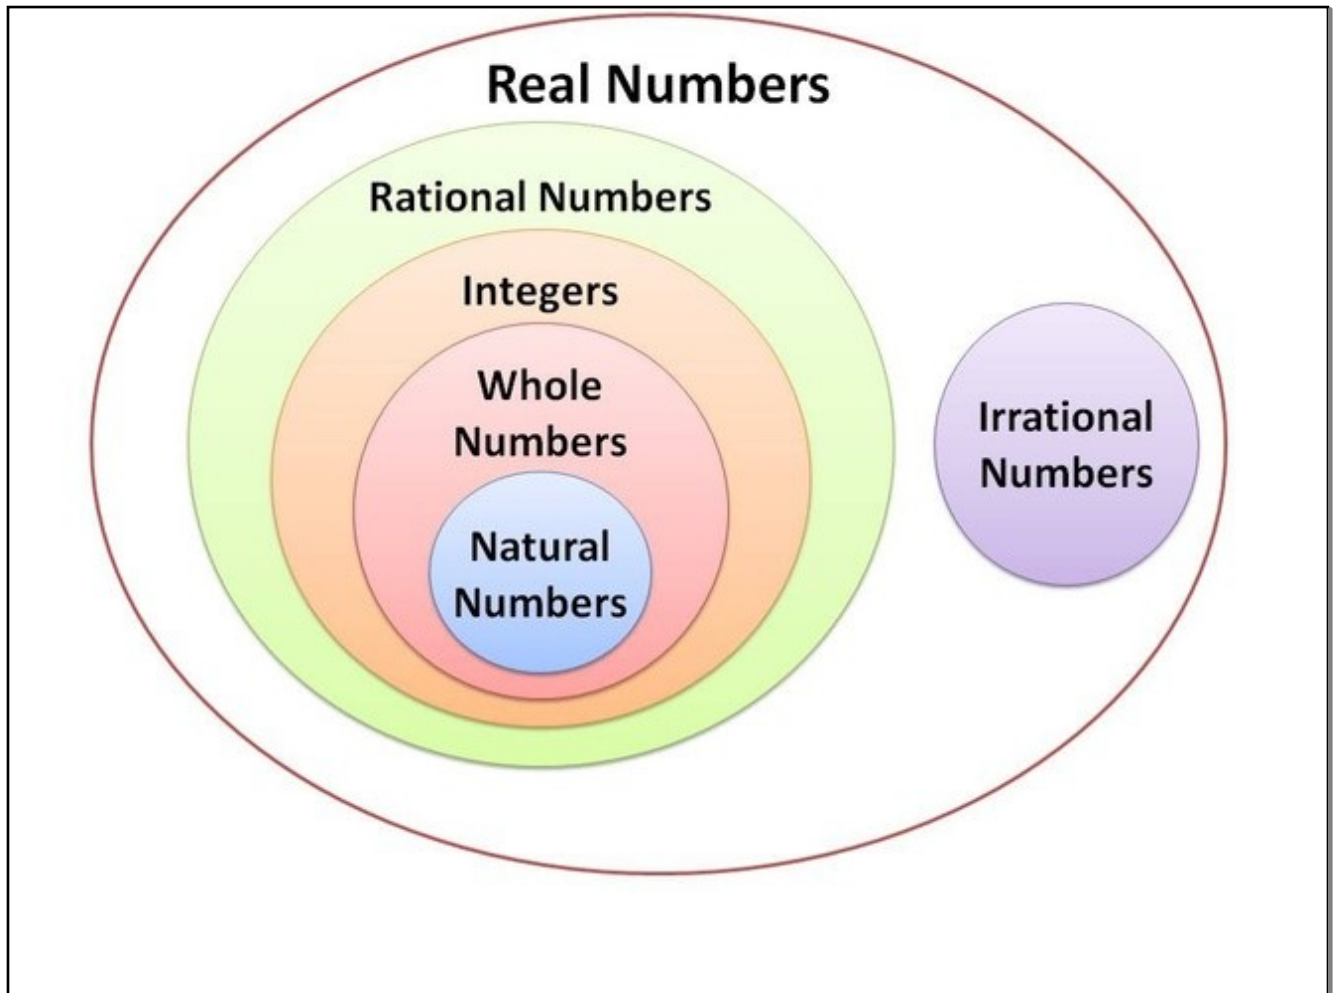 Real Numbers
Rational Numbers
Integers
Whole
Numbers
Natural
Numbers
Irrational
Numbers